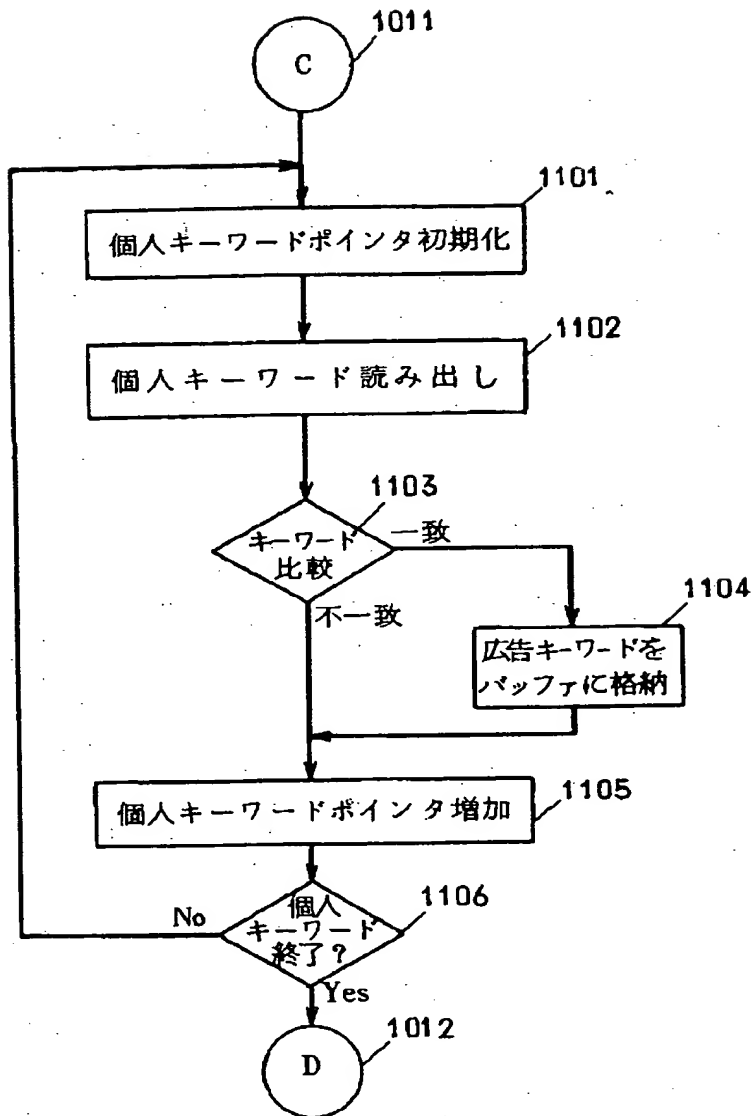 1011
C
1101
個人キーワードポインタ初期化
1102
個人キーワード読み出し
1103
キーワード
比較
一致
不一致
1104
広告キーワードを
バッファに格納
1105
個人キーワードポインタ増加
1106
個人
キーワード
終了?
No
Yes
1012
D